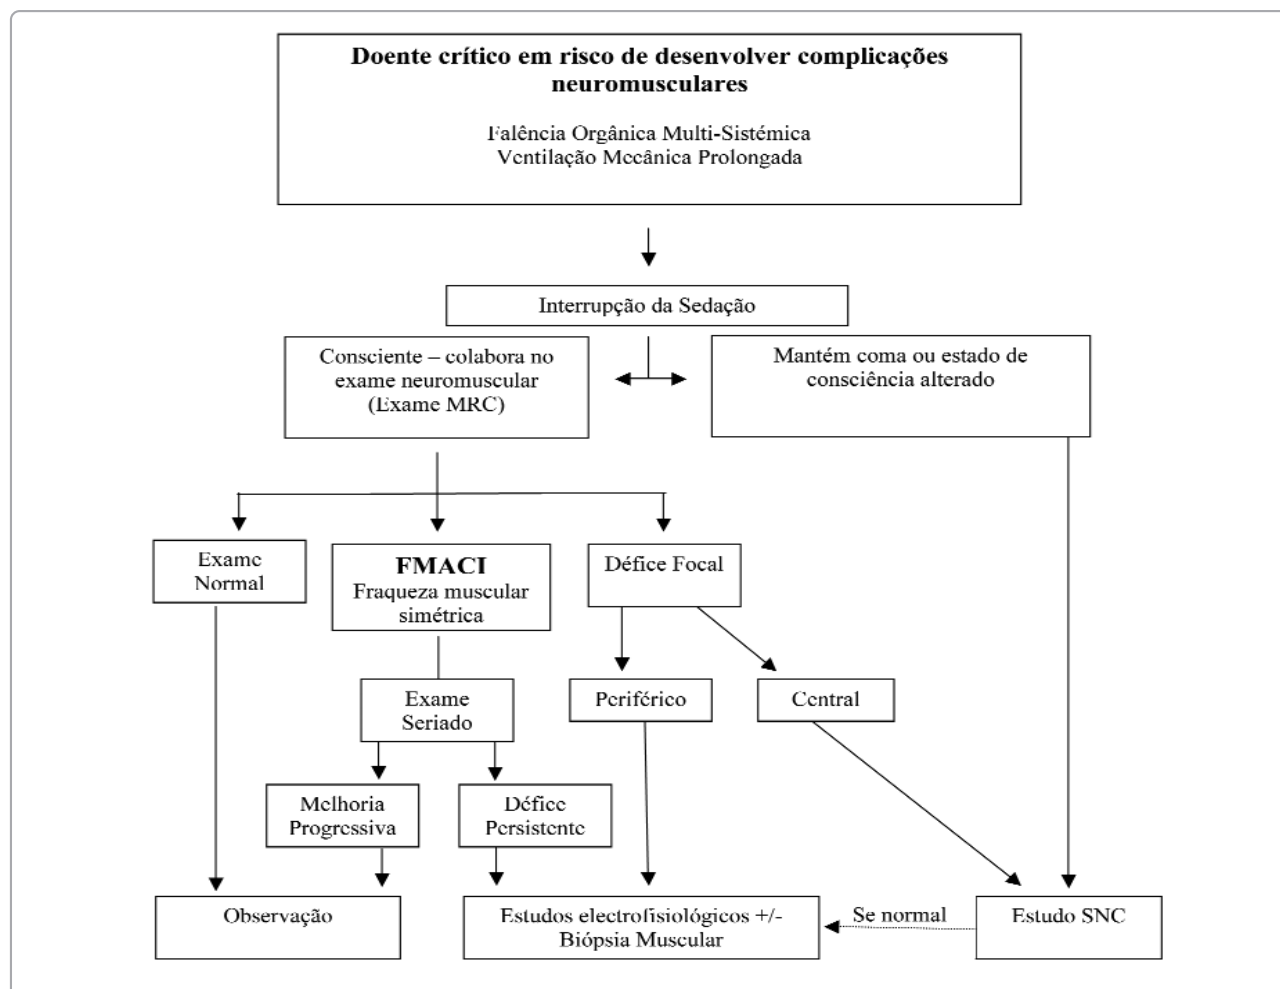 Doente crítico em risco de desenvolver complicações
neuromusculares
Falência Orgânica Multi-Sistémica
Ventilação Mecânica Prolongada
Interrupção da Sedação
Consciente – colabora no
exame neuromuscular
(Exame MRC)
Mantém coma ou estado de
consciência alterado
Exame
Normal
FMACI
Fraqueza muscular
simétrica
Défice Focal
Exame
Seriado
Periférico
Central
Melhoria
Progressiva
Défice
Persistente
Observação
Estudos electrofisiológicos +/-
Biópsia Muscular
Se normal
Estudo SNC